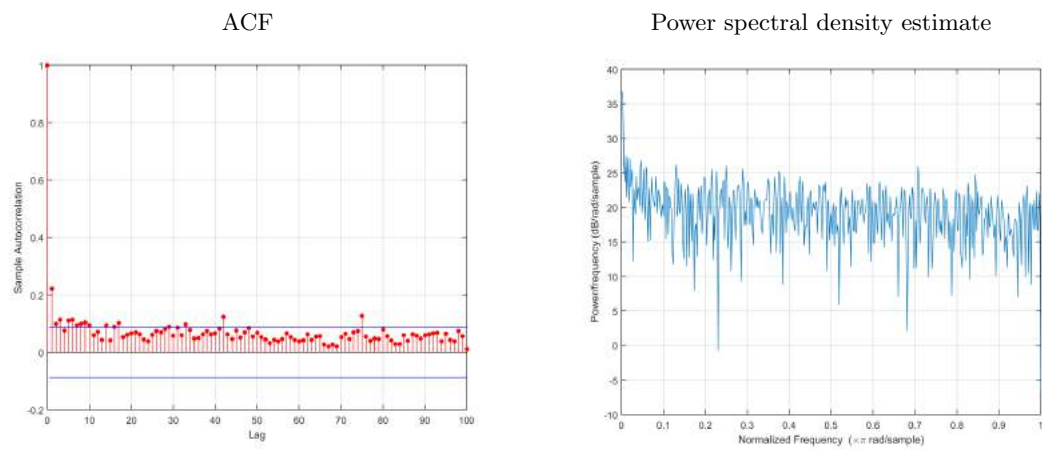 ACF
Power spectral density estimate
1
0.8
0.6
0.4
0.2
0
-0.2
Sample Autocorrelation
0 10 20 30 40 50 60 70 80 90 100
Lag
40
35
30
25
20
15
10
5
0
-5
-10
Power/frequency (dB/rad/sample)
0 0.1 0.2 0.3 0.4 0.5 0.6 0.7 0.8 0.9 1
Normalized Frequency (×π rad/sample)